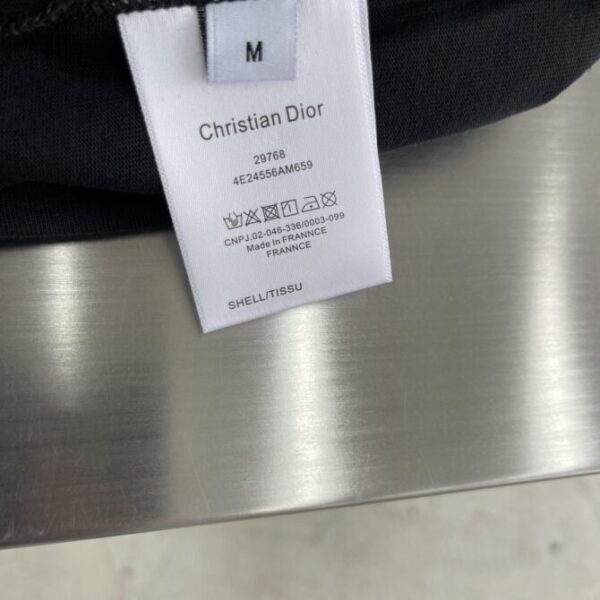 M
Christian Dior
29768
4E24556AM659
CNPJ.02-046-336/0003-099
Made In FRANNCE
FRANNCE
SHELL/TISSU